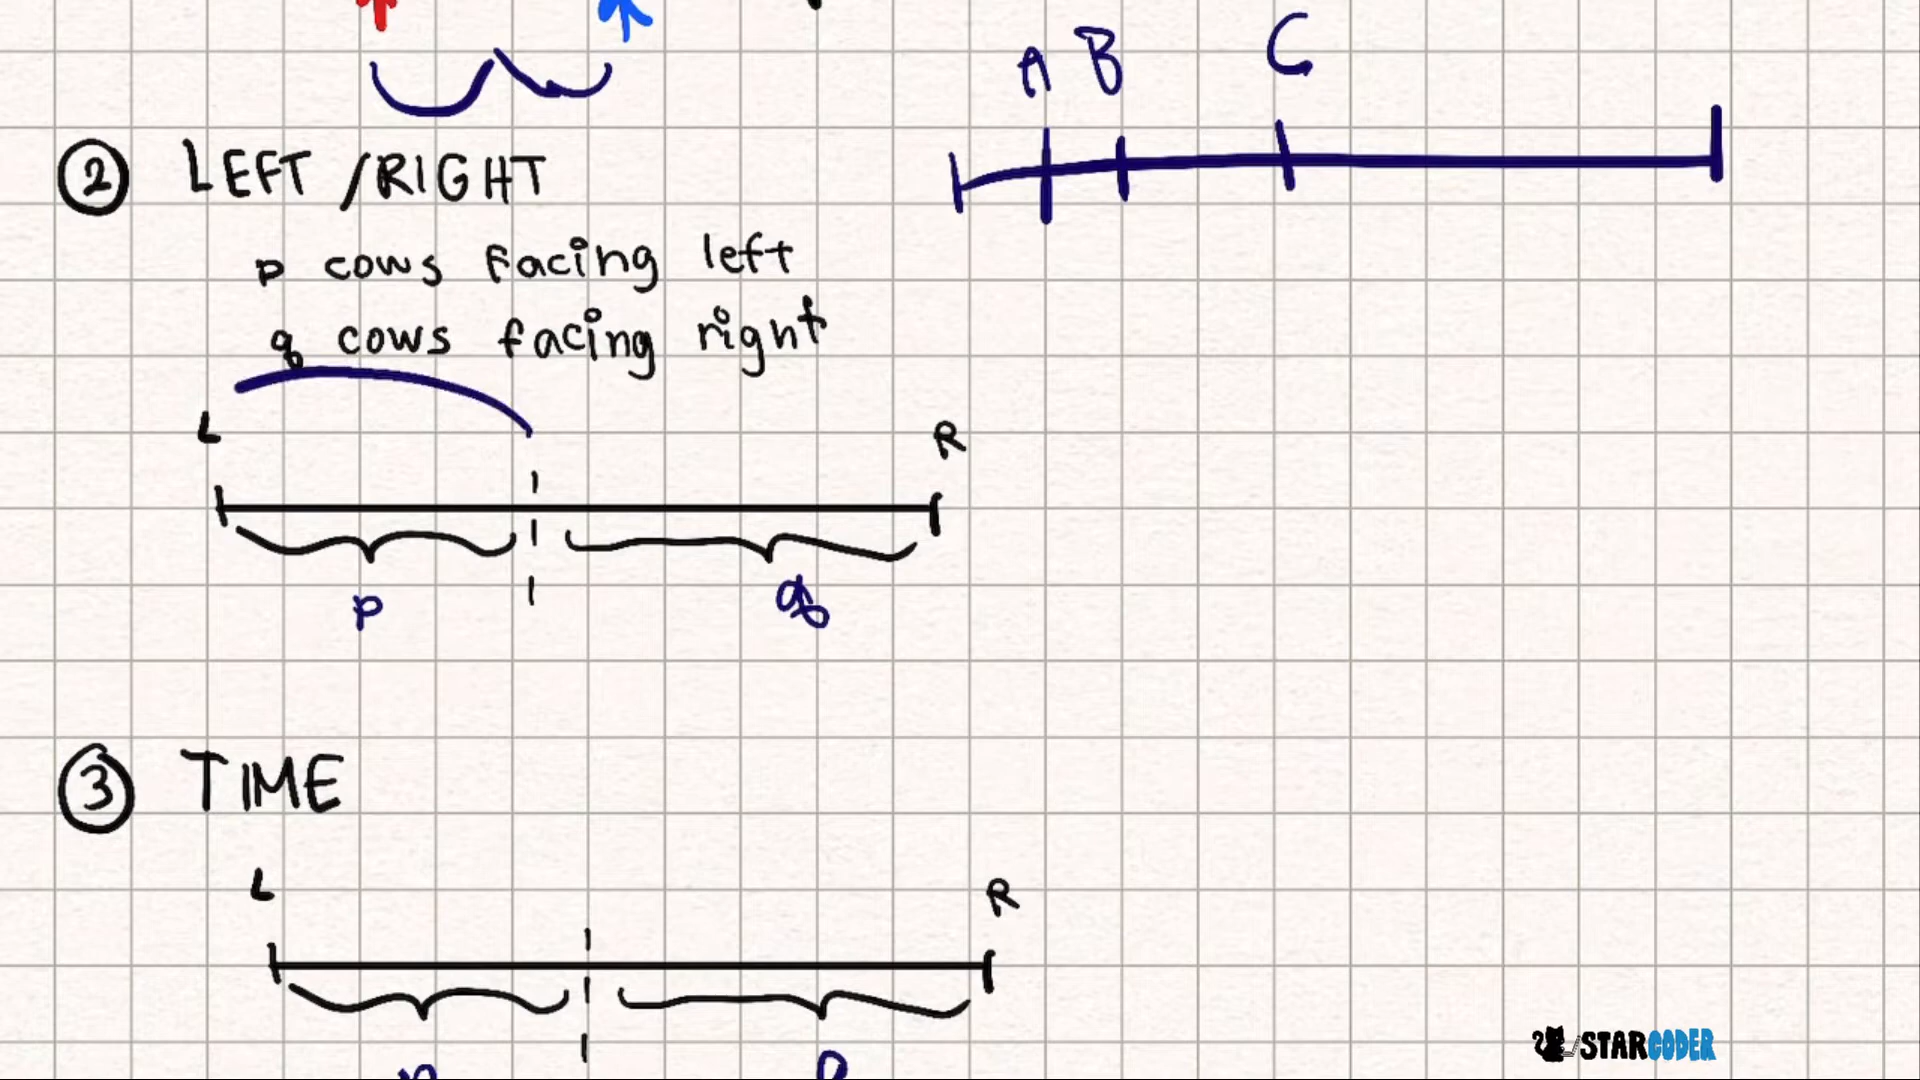 A B C
② LEFT /RIGHT
p cows facing left
q cows facing right
L R
p q
③ TIME
L R
STARCODER